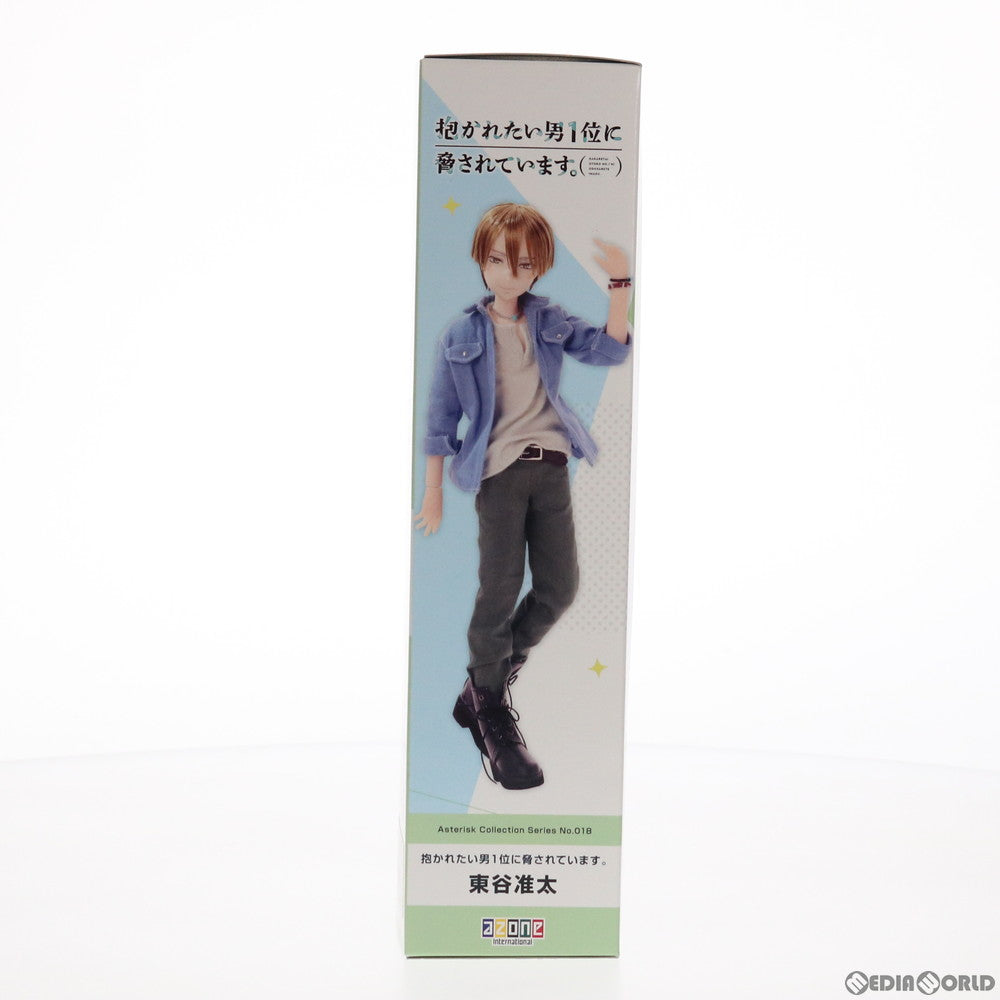 抱かれたい男1位に
脅されています。( )
Asterisk Collection Series No.018
抱かれたい男1位に脅されています。
東谷准太
azone
international
MEDIAWORLD